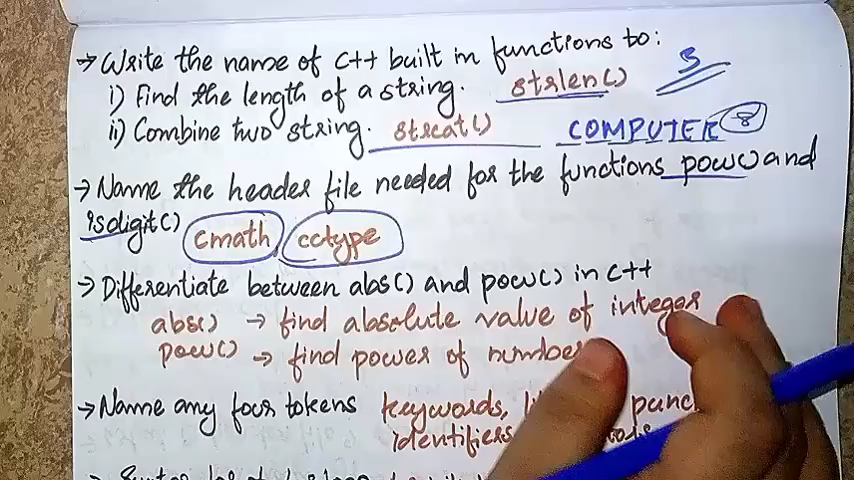 → Write the name of C++ built in functions to:
i) Find the length of a string. strlen() 5
ii) Combine two string. strcat() COMPUTER 8
→ Name the header file needed for the functions pow() and
isdigit() cmath cctype
→ Differentiate between abs() and pow() in C++
abs() → find absolute value of integer
pow() → find power of number
→ Name any four tokens keywords, punc
identifiers